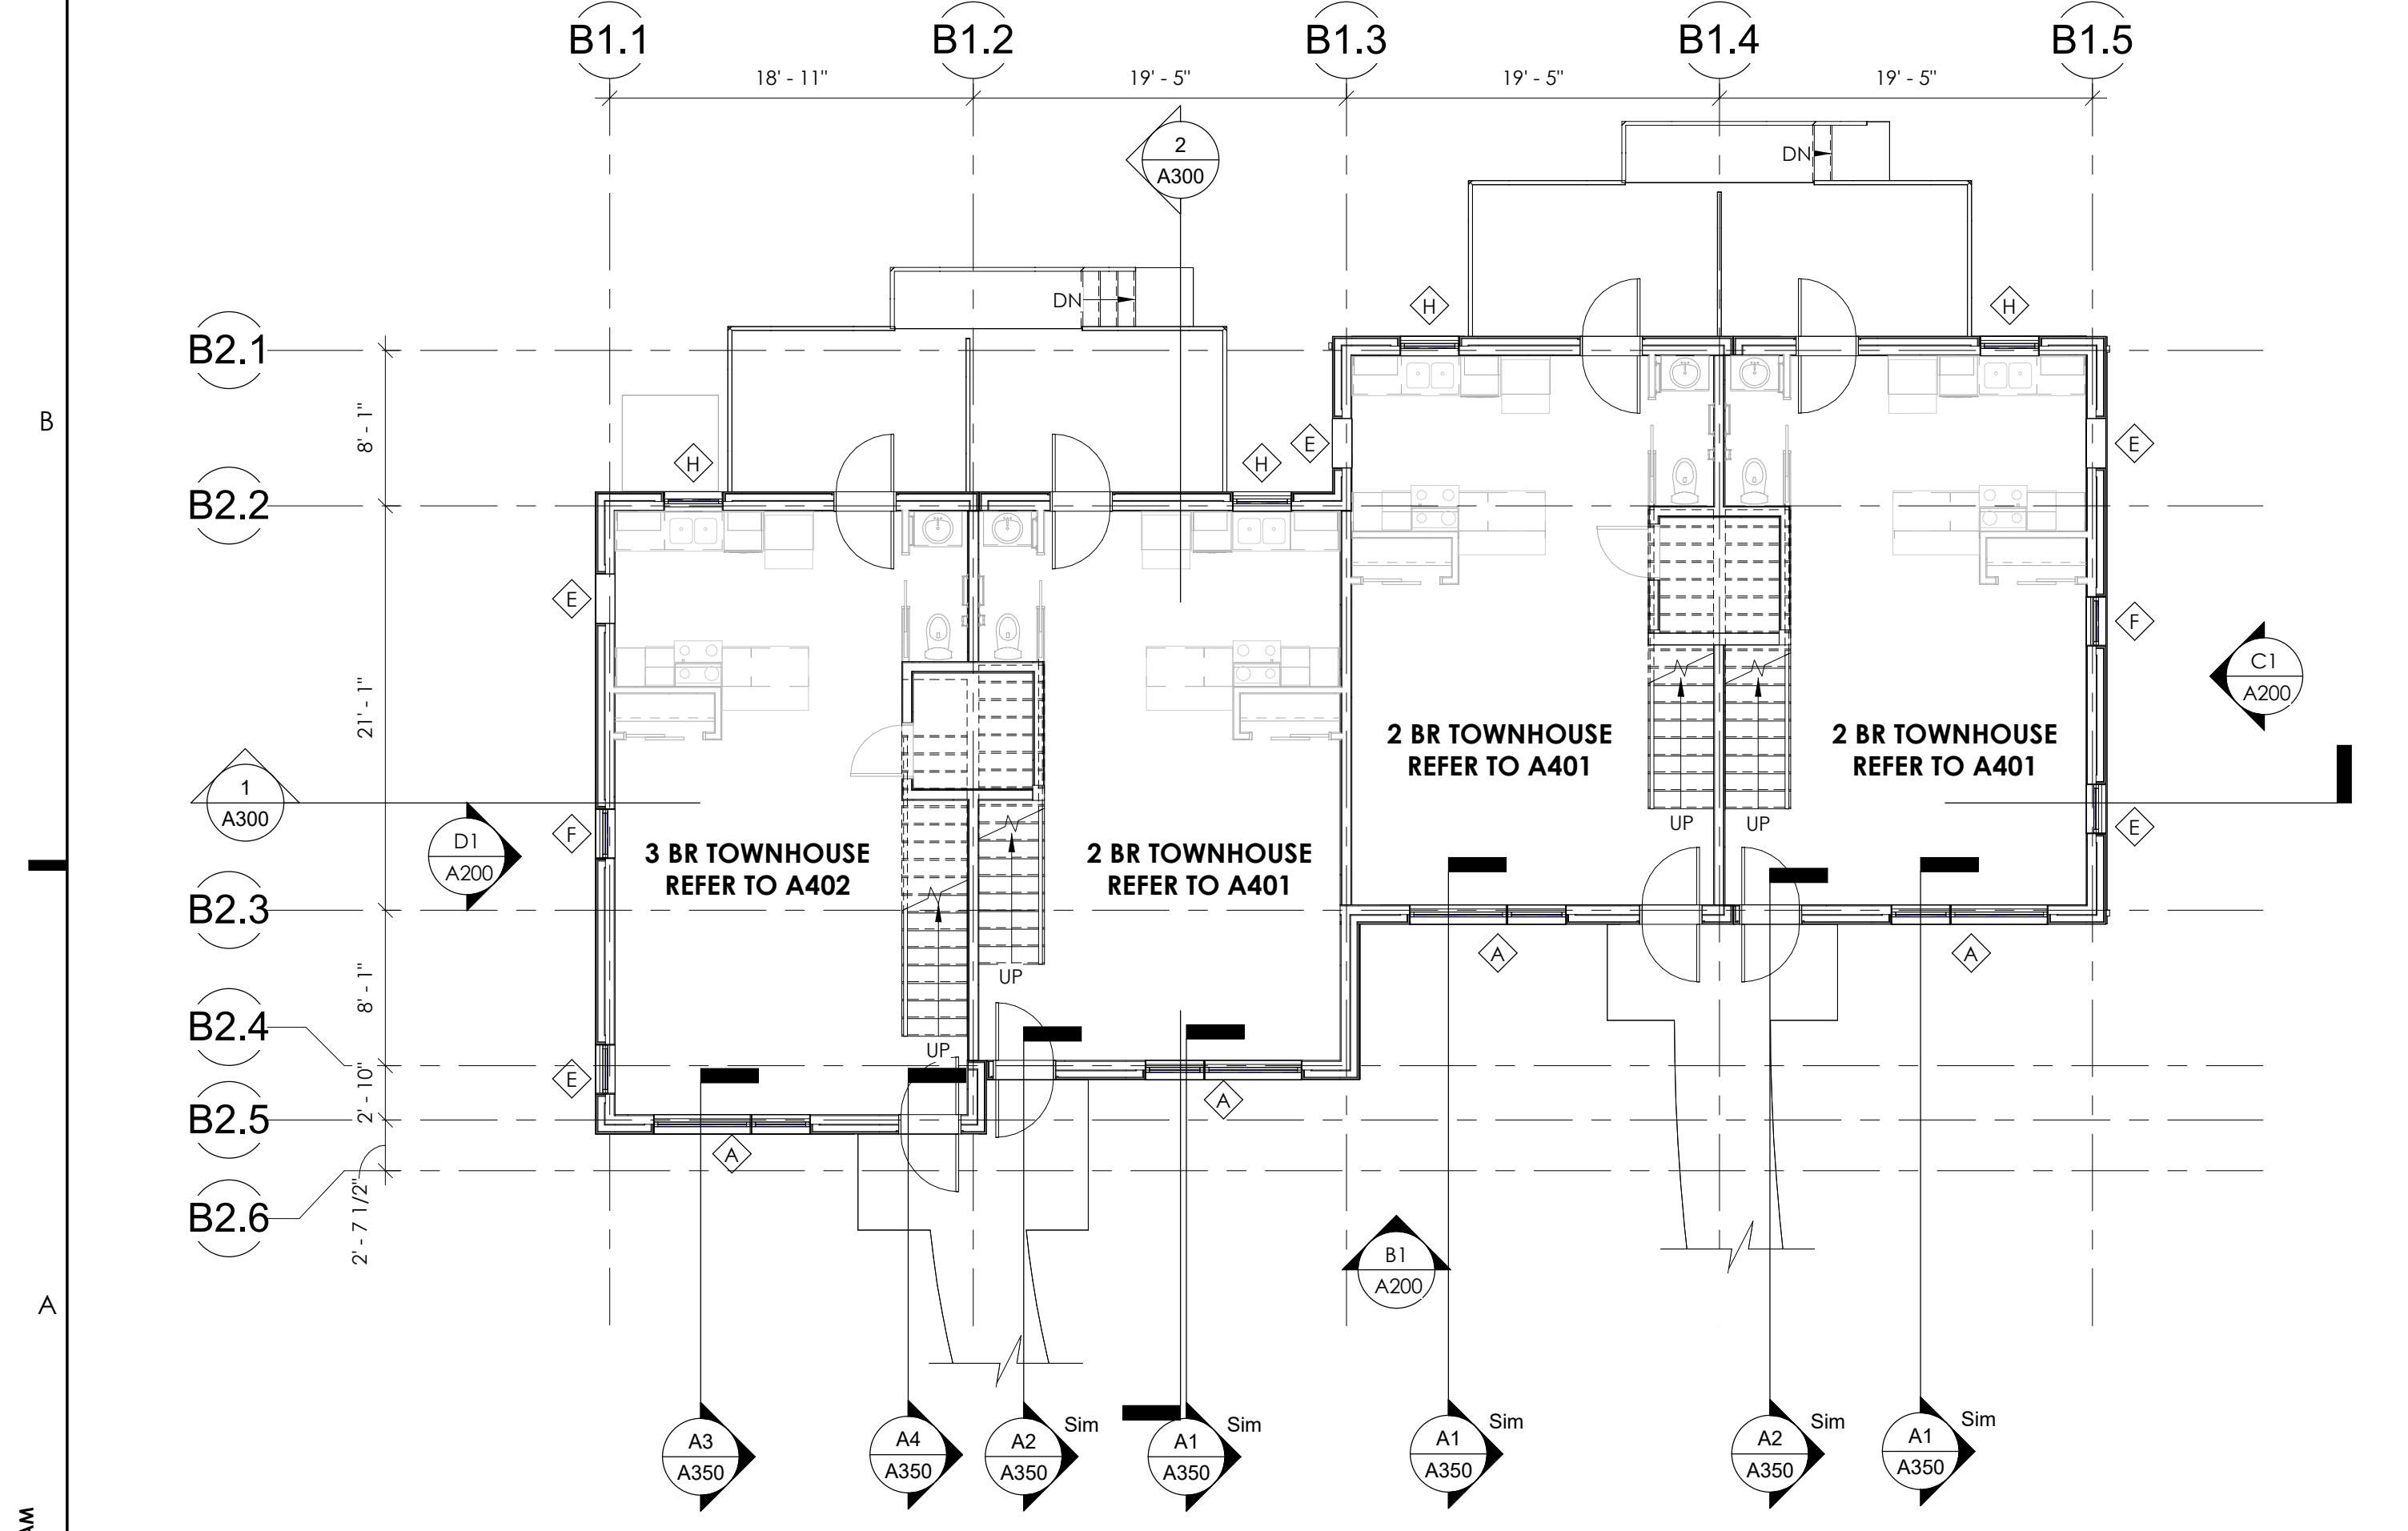 B1.1 B1.2 B1.3 B1.4 B1.5
18' - 11" 19' - 5" 19' - 5" 19' - 5"
2
A300
DN
DN
H H
B2.1
H H
E E
B
8' - 1"
B2.2
E
F
21' - 1"
C1
A200
2 BR TOWNHOUSE
REFER TO A401
2 BR TOWNHOUSE
REFER TO A401
1
A300
UP UP
E
F
D1
A200
3 BR TOWNHOUSE
REFER TO A402
2 BR TOWNHOUSE
REFER TO A401
B2.3
A A
UP
8' - 1"
B2.4
UP
E
2' - 10"
A
B2.5
A
2' - 7 1/2"
B2.6
B1
A200
A
A3
A350
A4
A350
A2
A350
Sim
A1
A350
Sim
A1
A350
Sim
A2
A350
Sim
A1
A350
Sim
AM